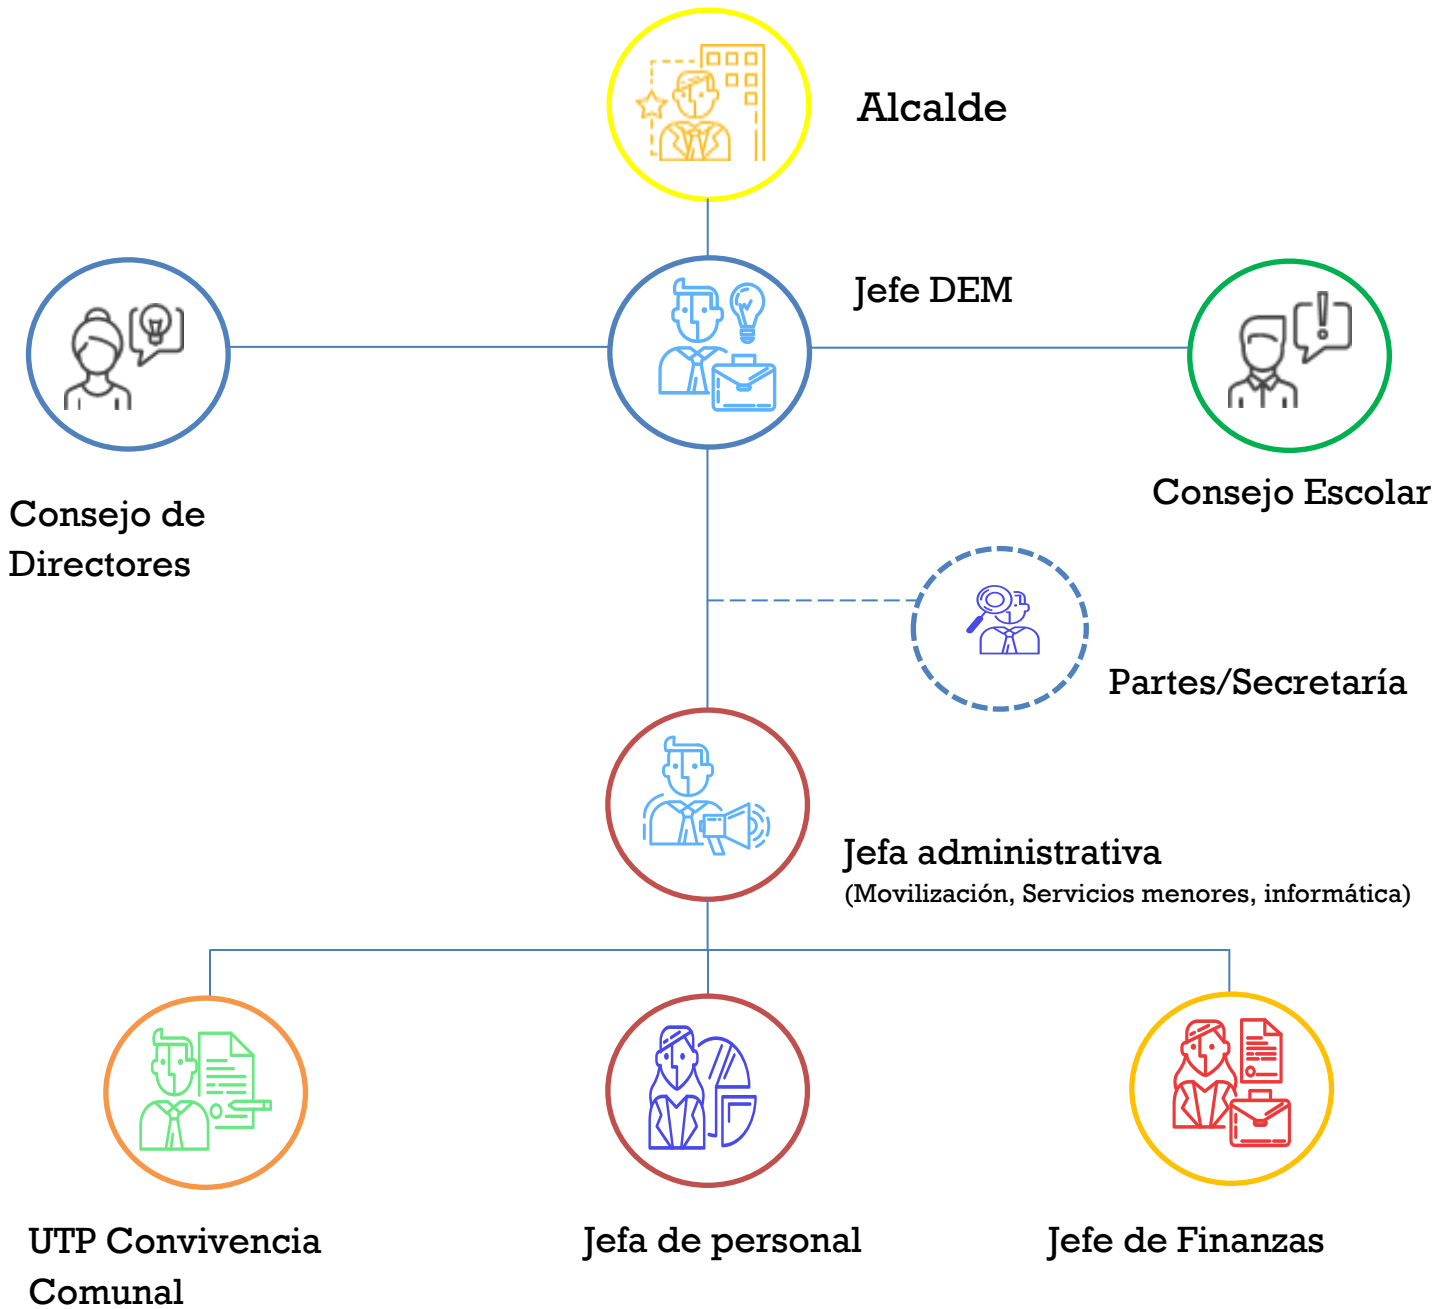 Alcalde
Jefe DEM
Consejo de
Directores
Consejo Escolar
Partes/Secretaría
Jefa administrativa
(Movilización, Servicios menores, informática)
UTP Convivencia
Comunal
Jefa de personal
Jefe de Finanzas